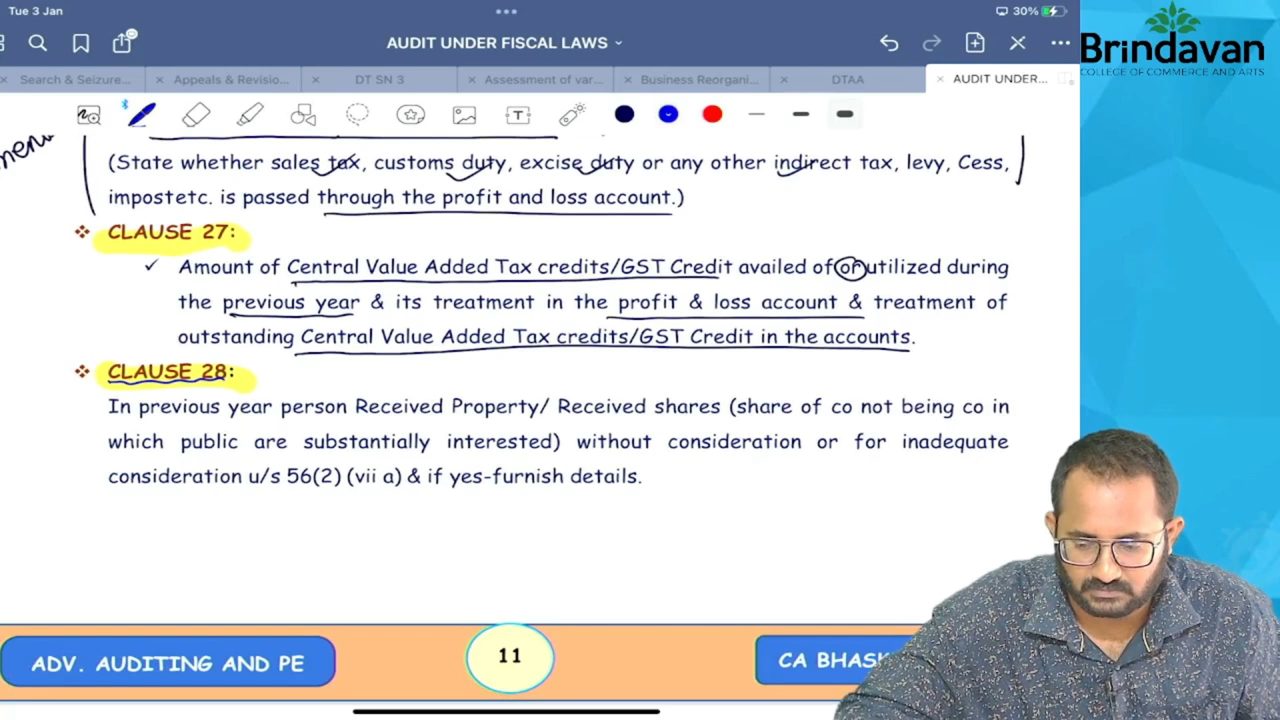 Tue 3 Jan
30%
AUDIT UNDER FISCAL LAWS
Brindavan
COLLEGE OF COMMERCE AND ARTS
Search & Seizure...
Appeals & Revisio...
DT SN 3
Assessment of var...
Business Reorgani...
DTAA
AUDIT UNDER...
(State whether sales tax, customs duty, excise duty or any other indirect tax, levy, Cess,
impostetc. is passed through the profit and loss account.)
❖ CLAUSE 27:
✓ Amount of Central Value Added Tax credits/GST Credit availed of or utilized during
the previous year & its treatment in the profit & loss account & treatment of
outstanding Central Value Added Tax credits/GST Credit in the accounts.
❖ CLAUSE 28:
In previous year person Received Property/ Received shares (share of co not being co in
which public are substantially interested) without consideration or for inadequate
consideration u/s 56(2) (vii a) & if yes-furnish details.
ADV. AUDITING AND PE
11
CA BHASK